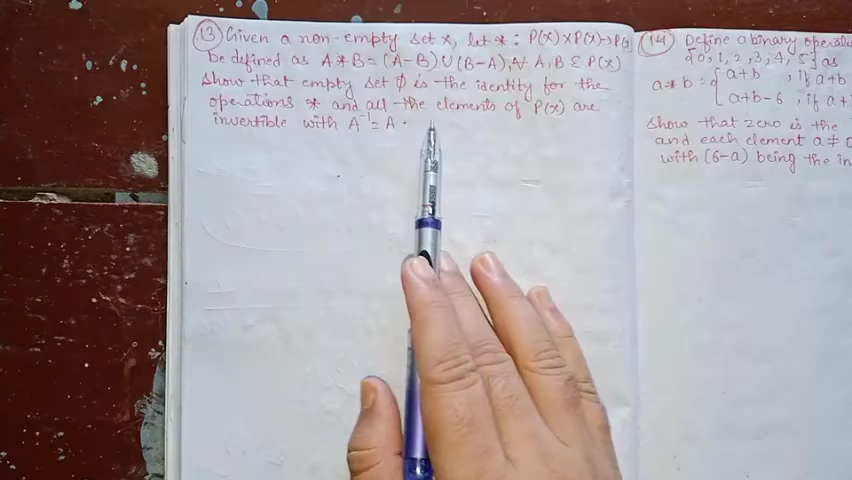 13 Given a non-empty set x, let * : P(x) x P(x) → P(x)
be defined as A * B = (A-B) ∪ (B-A), ∀ A, B ε P(x)
show that empty set ϕ is the identity for the
operations * and all the elements of P(x) are
invertible with A⁻¹ = A .
14 Define a binary
{0, 1, 2, 3, 4, 5} as
a * b = { a+b , if a+b
a+b-6 , if a+
show that zero is the
and each element a ≠ 0
with (6-a) being the